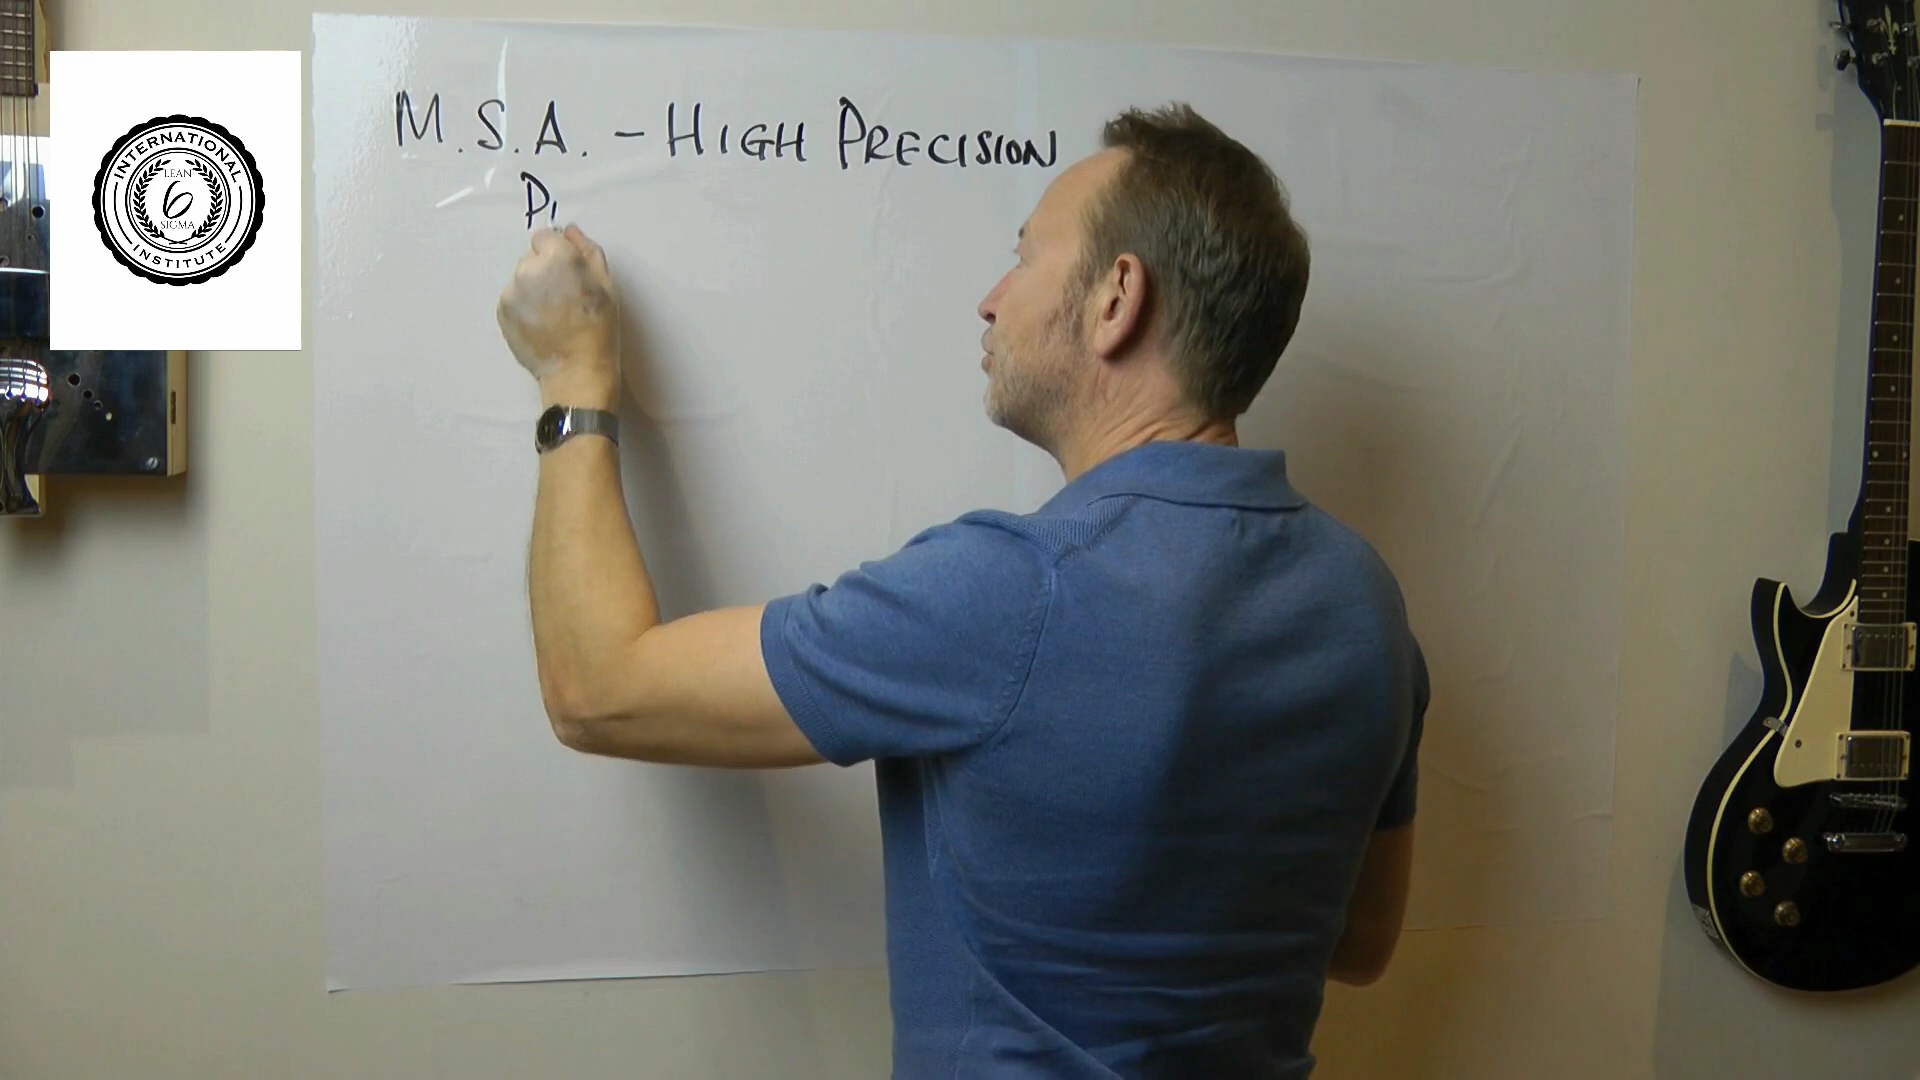 M.S.A. - HIGH PRECISION
INTERNATIONAL
LEAN
6
SIGMA
INSTITUTE